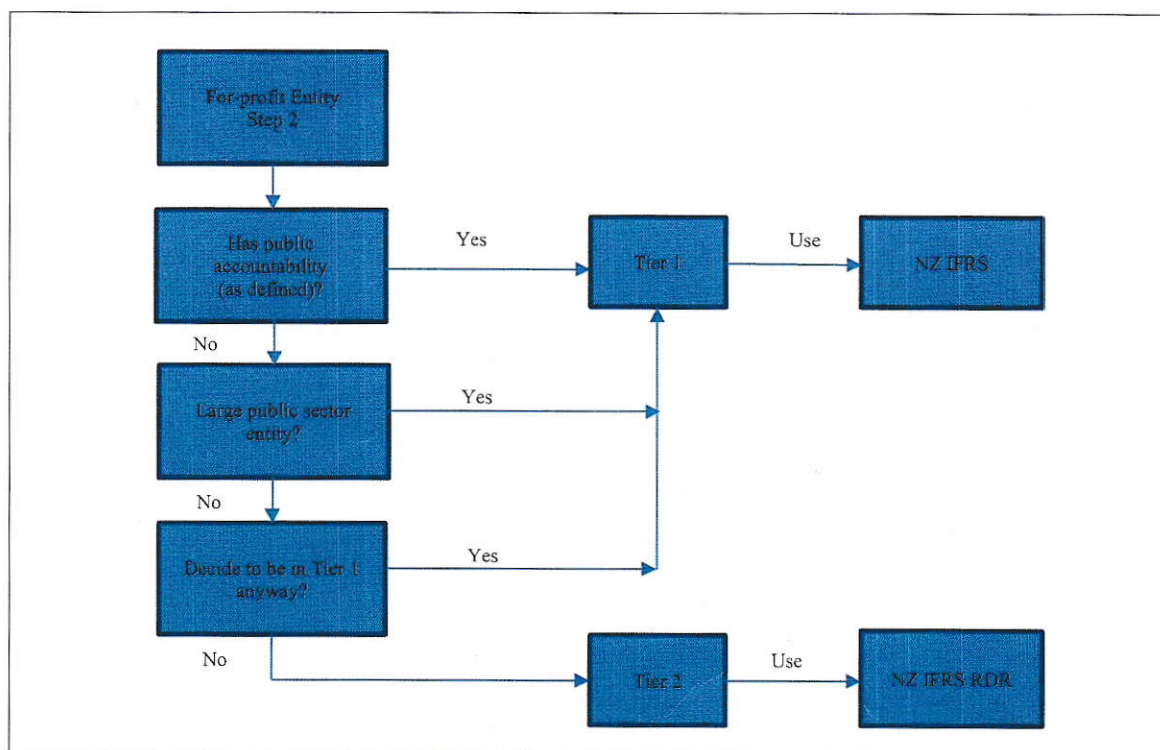 For-profit Entity
Step 2
Has public
accountability
(as defined)?
Yes
Tier 1
Use
NZ IFRS
No
Large public sector
entity?
Yes
No
Decide to be in Tier 1
anyway?
Yes
No
Tier 2
Use
NZ IFRS RDR